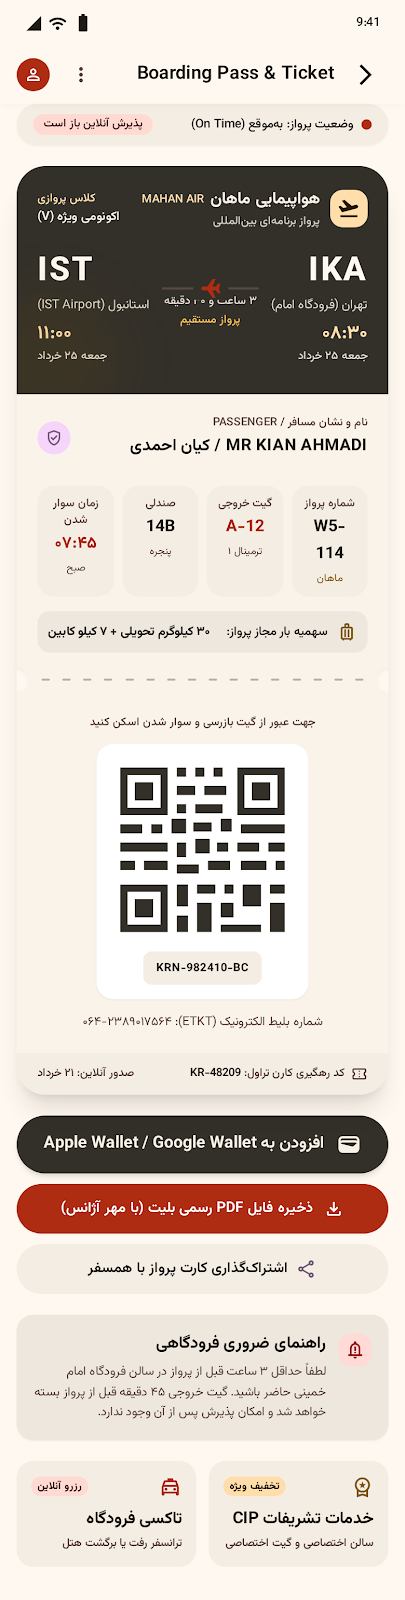 9:41
Boarding Pass & Ticket
وضعیت پرواز: به‌موقع (On Time)
پذیرش آنلاین باز است
هواپیمایی ماهان MAHAN AIR
پرواز برنامه‌ای بین‌المللی
کلاس پروازی
اکونومی ویژه (V)
IKA
تهران (فرودگاه امام)
۰۸:۳۰
جمعه ۲۵ خرداد
۳ ساعت و ۲۰ دقیقه
پرواز مستقیم
IST
استانبول (IST Airport)
۱۱:۰۰
جمعه ۲۵ خرداد
نام و نشان مسافر / PASSENGER
MR KIAN AHMADI / کیان احمدی
شماره پرواز
W5-
114
ماهان
گیت خروجی
A-12
ترمینال ۱
صندلی
14B
پنجره
زمان سوار
شدن
۰۷:۴۵
صبح
سهمیه بار مجاز پرواز:
۳۰ کیلوگرم تحویلی + ۷ کیلو کابین
جهت عبور از گیت بازرسی و سوار شدن اسکن کنید
KRN-982410-BC
شماره بلیط الکترونیک (ETKT): ۰۶۴-۲۳۸۹۰۱۷۵۶۴
کد رهگیری کارن تراول: KR-48209
صدور آنلاین: ۲۱ خرداد
افزودن به Apple Wallet / Google Wallet
ذخیره فایل PDF رسمی بلیت (با مهر آژانس)
اشتراک‌گذاری کارت پرواز با همسفر
راهنمای ضروری فرودگاهی
لطفاً حداقل ۳ ساعت قبل از پرواز در سالن فرودگاه امام
خمینی حاضر باشید. گیت خروجی ۴۵ دقیقه قبل از پرواز بسته
خواهد شد و امکان پذیرش پس از آن وجود ندارد.
تخفیف ویژه
خدمات تشریفات CIP
سالن اختصاصی و گیت اختصاصی
رزرو آنلاین
تاکسی فرودگاه
ترانسفر رفت یا برگشت هتل